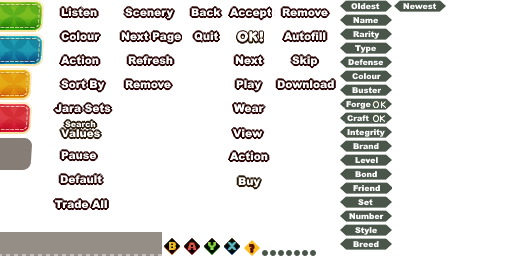 Listen
Scenery
Back
Accept
Remove
Colour
Next Page
Quit
OK!
Autofill
Action
Refresh
Next
Skip
Sort By
Remove
Play
Download
Jara Sets
Wear
Search
Values
View
Pause
Action
Default
Buy
Trade All
Oldest
Newest
Name
Rarity
Type
Defense
Colour
Buster
Forge OK
Craft OK
Integrity
Brand
Level
Bond
Friend
Set
Number
Style
Breed
B A Y X ?